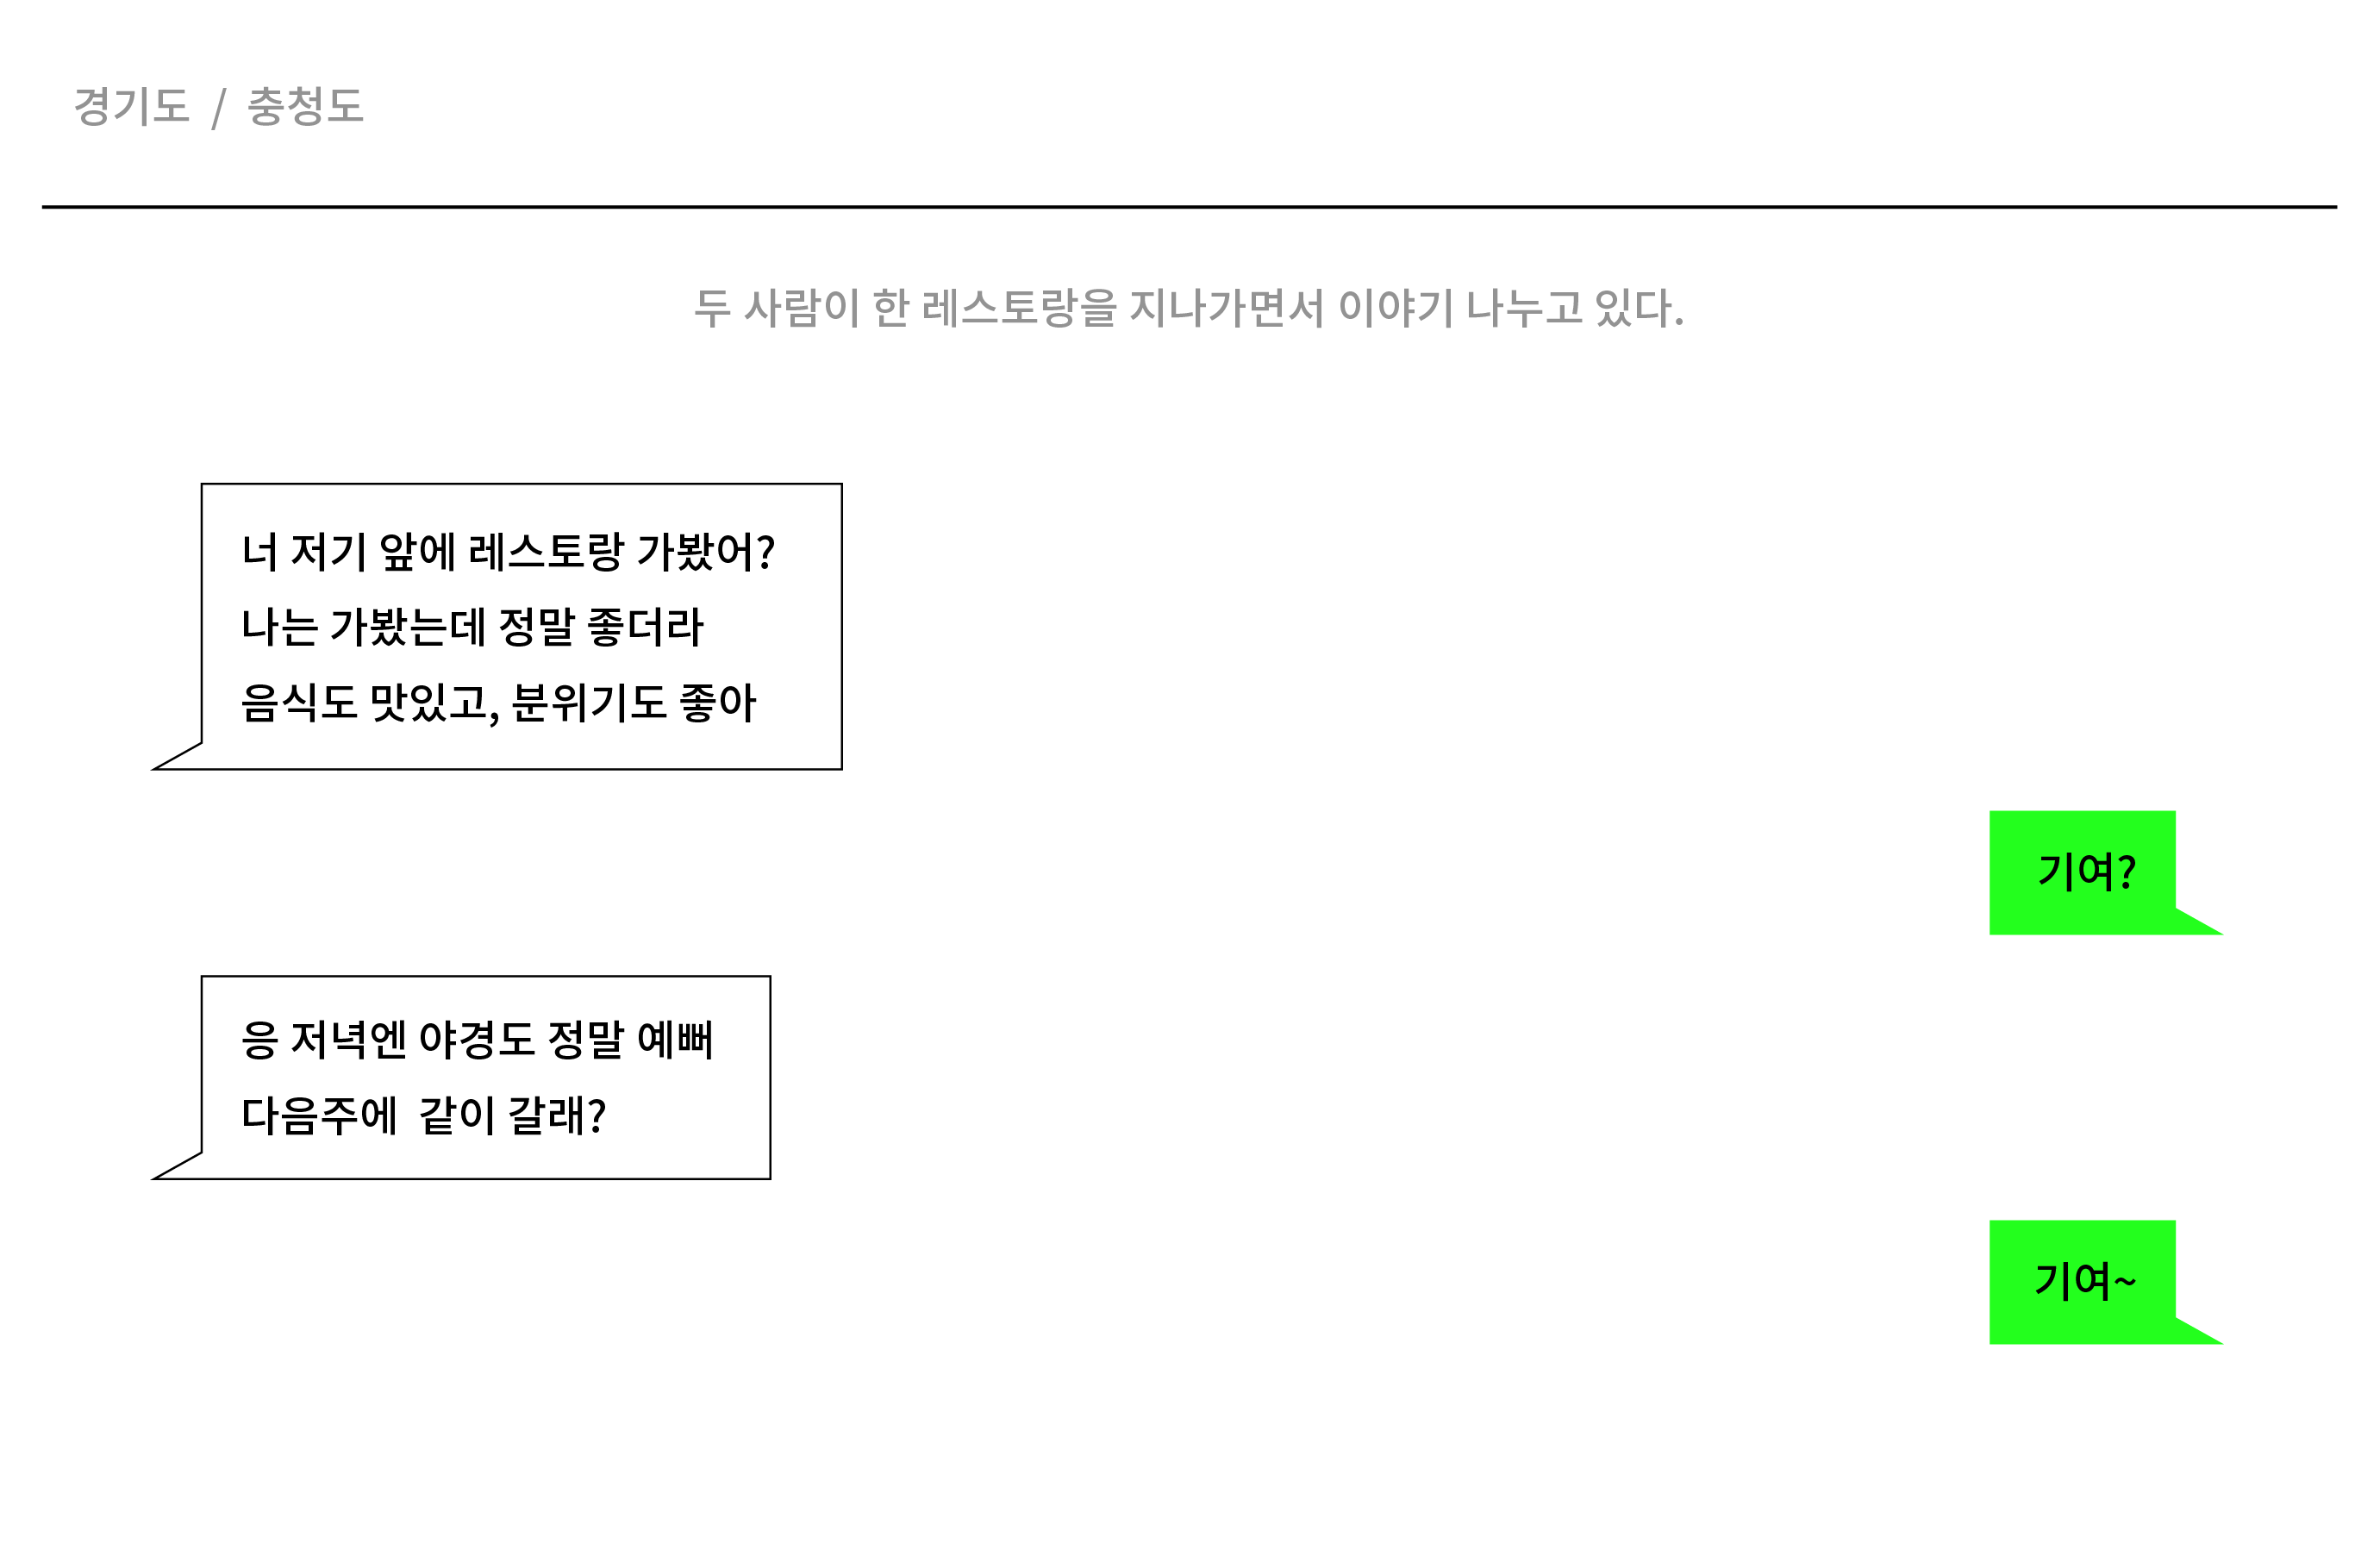 경기도 / 충청도
두 사람이 한 레스토랑을 지나가면서 이야기 나누고 있다.
너 저기 앞에 레스토랑 가봤어?
나는 가봤는데 정말 좋더라
음식도 맛있고, 분위기도 좋아
기여?
응 저녁엔 야경도 정말 예뻐
다음주에 같이 갈래?
기여~